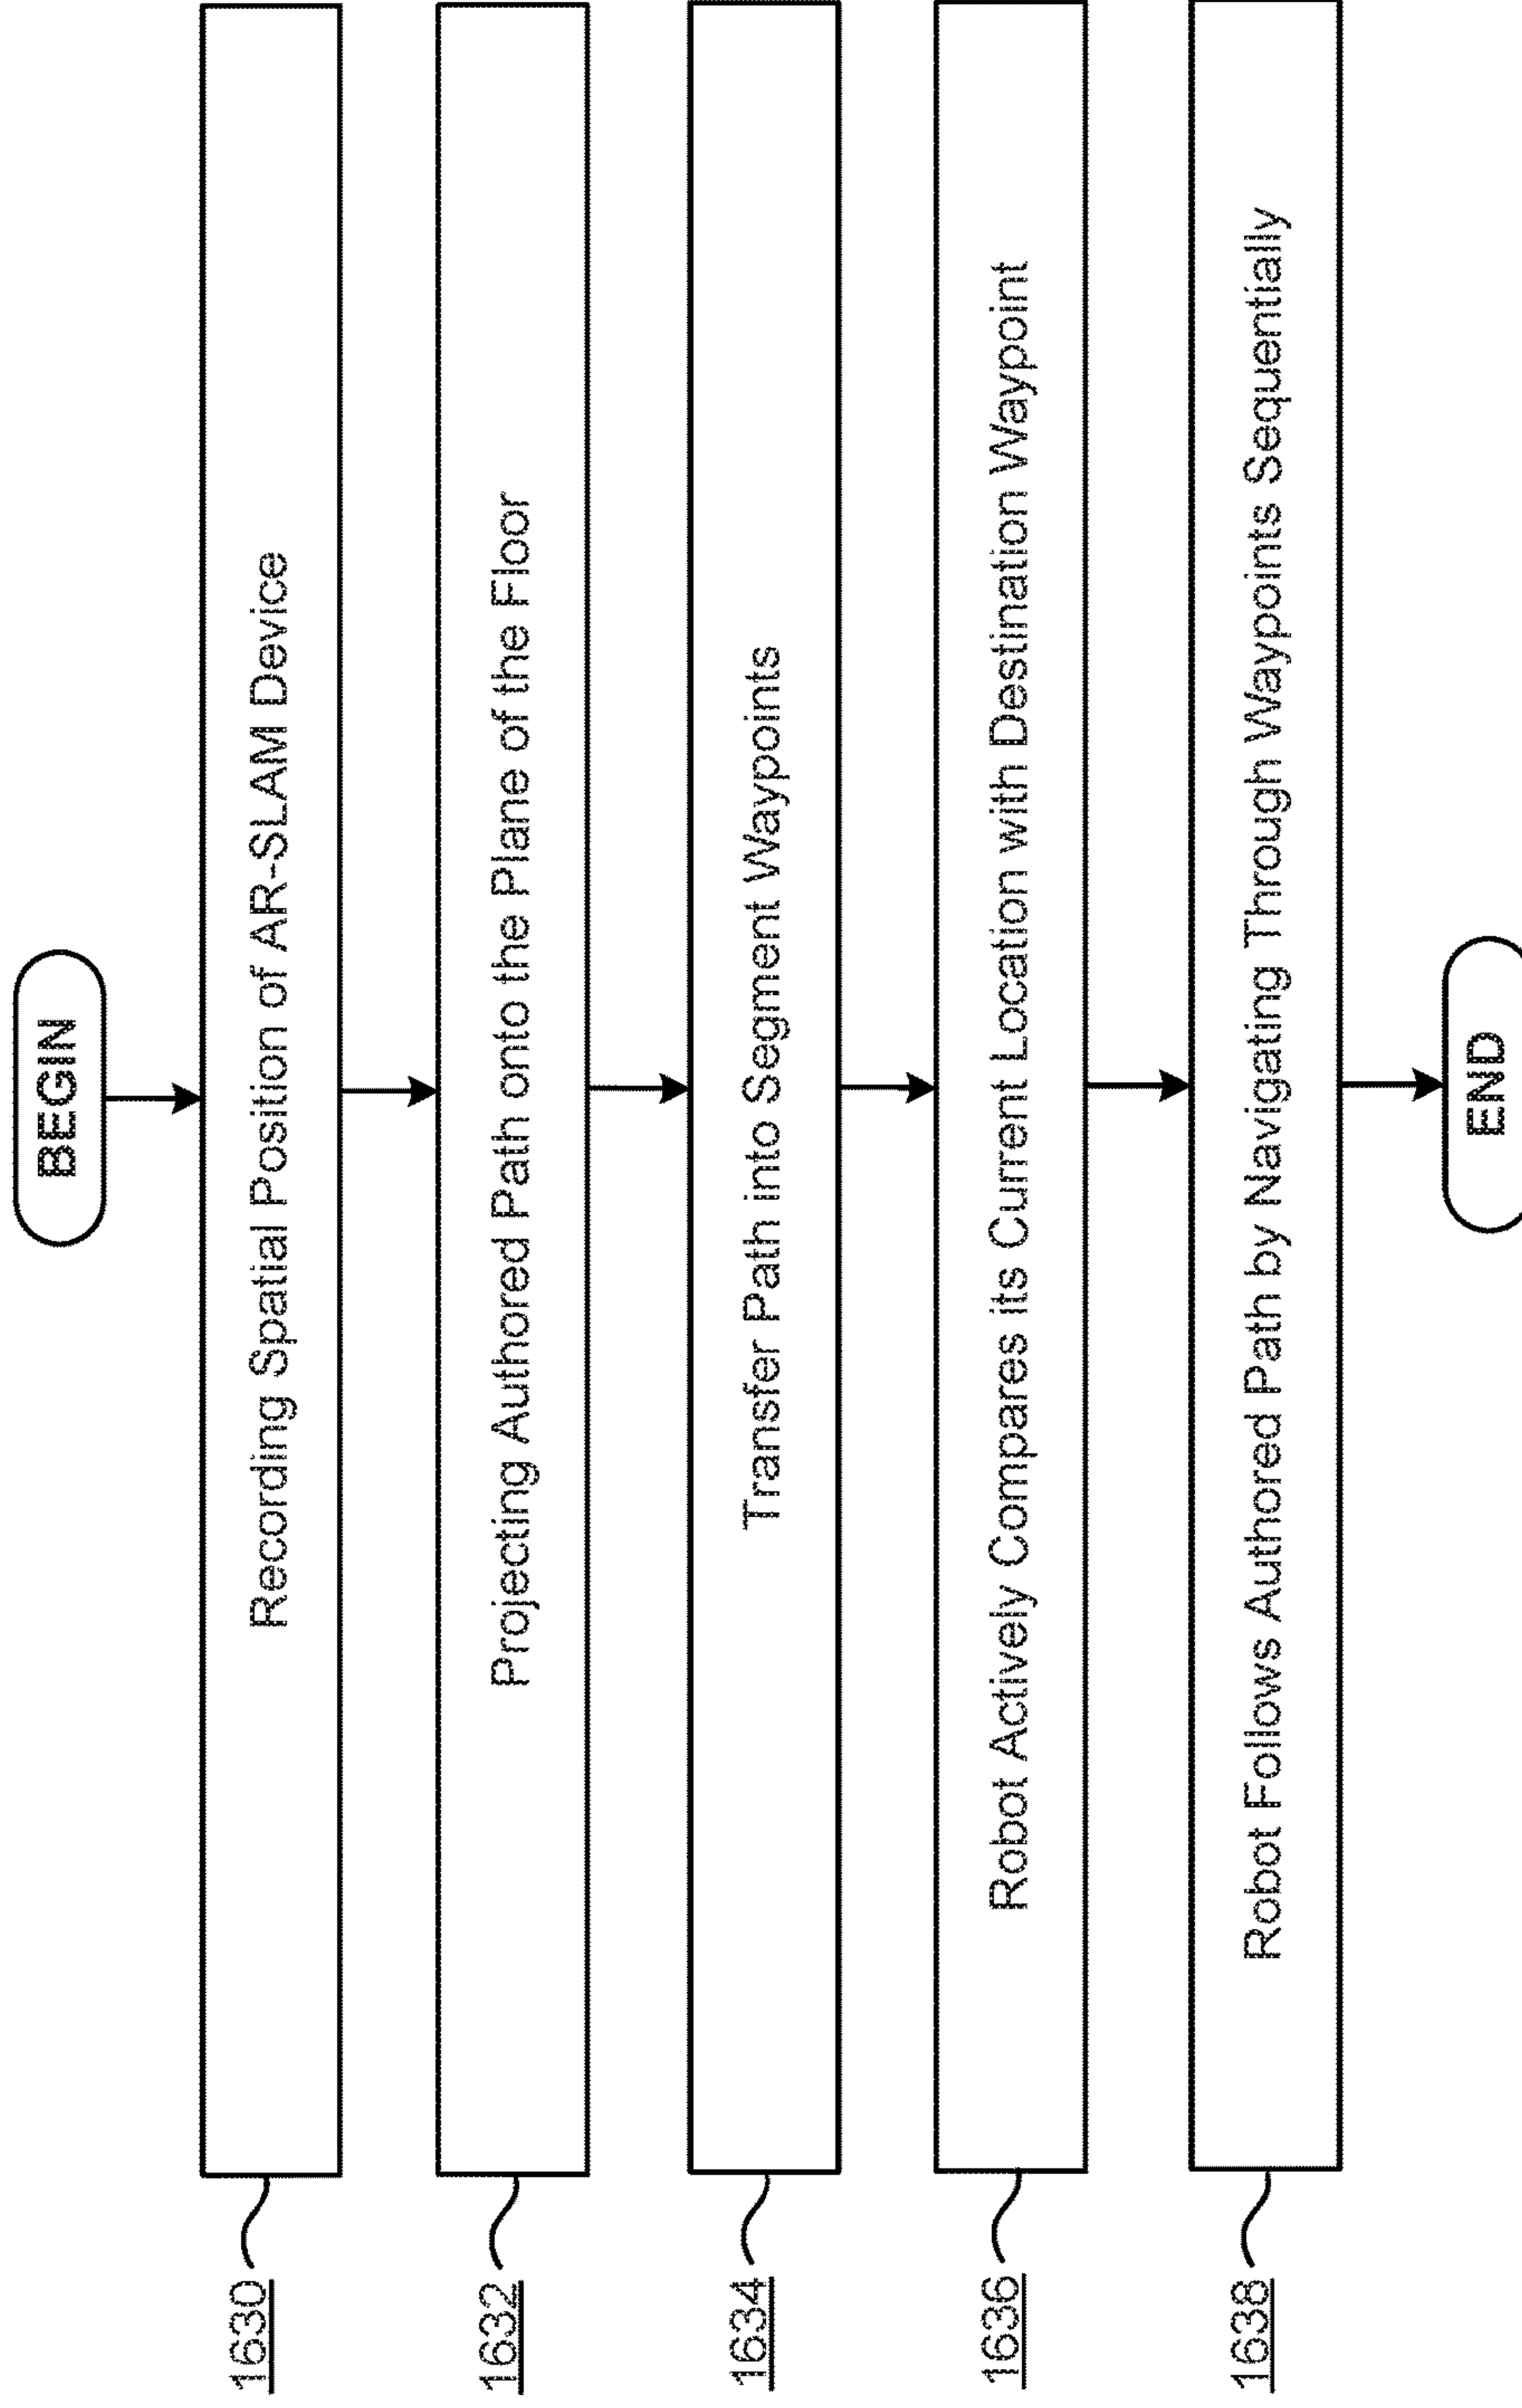 BEGIN
1630
Recording Spatial Position of AR-SLAM Device
1632
Projecting Authored Path onto the Plane of the Floor
1634
Transfer Path into Segment Waypoints
1636
Robot Actively Compares its Current Location with Destination Waypoint
1638
Robot Follows Authored Path by Navigating Through Waypoints Sequentially
END